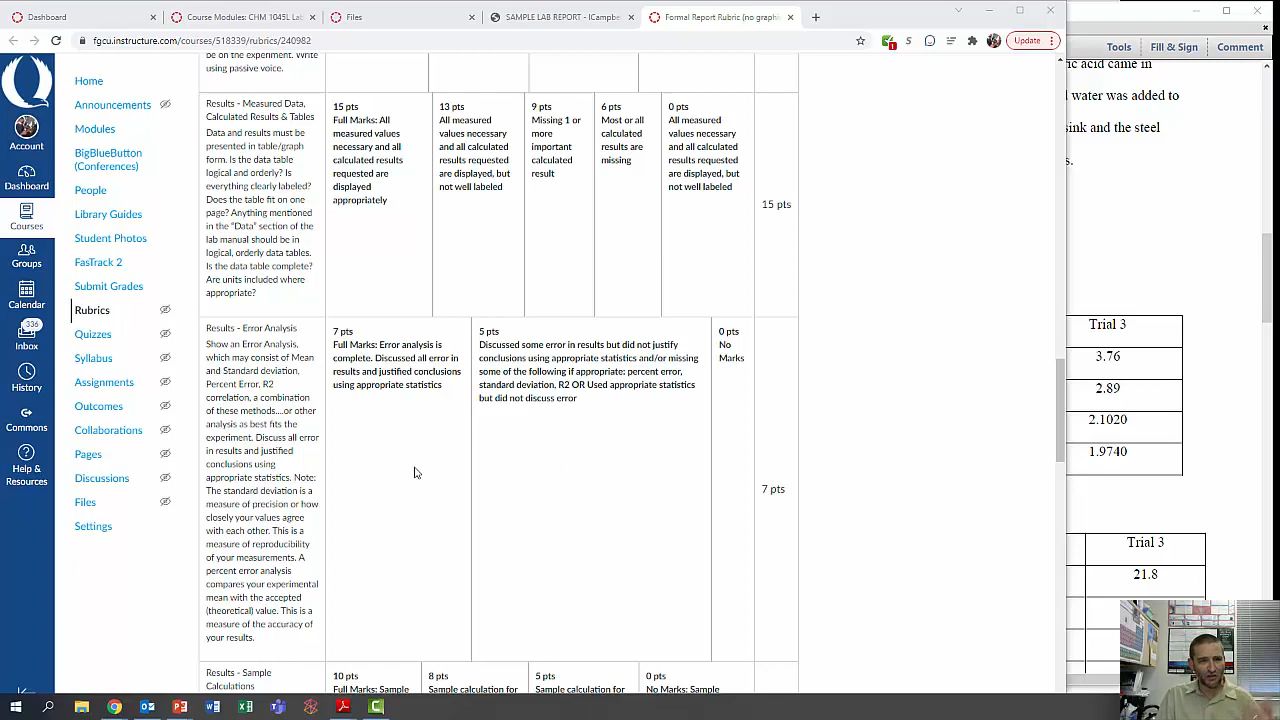 Dashboard
Course Modules: CHM 1045L Lab
Files
SAMPLE LAB REPORT - ICampbe
Formal Report Rubric (no graphi
fgcu.instructure.com/courses/518339/rubrics/240982
Update
Tools
Fill & Sign
Comment
Account
Dashboard
Courses
Groups
Calendar
336
Inbox
History
Commons
Help &
Resources
Home
Announcements
Modules
BigBlueButton
(Conferences)
People
Library Guides
Student Photos
FasTrack 2
Submit Grades
Rubrics
Quizzes
Syllabus
Assignments
Outcomes
Collaborations
Pages
Discussions
Files
Settings
be on the experiment. Write
using passive voice.
Results - Measured Data,
Calculated Results & Tables
Data and results must be
presented in table/graph
form. Is the data table
logical and orderly? Is
everything clearly labeled?
Does the table fit on one
page? Anything mentioned
in the "Data" section of the
lab manual should be in
logical, orderly data tables.
Is the data table complete?
Are units included where
appropriate?
15 pts
Full Marks: All
measured values
necessary and all
calculated results
requested are
displayed
appropriately
13 pts
All measured
values necessary
and all calculated
results requested
are displayed, but
not well labeled
9 pts
Missing 1 or
more
important
calculated
result
6 pts
Most or all
calculated
results are
missing
0 pts
All measured
values necessary
and all calculated
results requested
are displayed, but
not well labeled
15 pts
Results - Error Analysis
Show an Error Analysis,
which may consist of Mean
and Standard deviation,
Percent Error, R2
correlation, a combination
of these methods....or other
analysis as best fits the
experiment. Discuss all error
in results and justified
conclusions using
appropriate statistics. Note:
The standard deviation is a
measure of precision or how
closely your values agree
with each other. This is a
measure of reproducibility
of your measurements. A
percent error analysis
compares your experimental
mean with the accepted
(theoretical) value. This is a
measure of the accuracy of
your results.
7 pts
Full Marks: Error analysis is
complete. Discussed all error in
results and justified conclusions
using appropriate statistics
5 pts
Discussed some error in results but did not justify
conclusions using appropriate statistics and/or missing
some of the following if appropriate: percent error,
standard deviation, R2 OR Used appropriate statistics
but did not discuss error
0 pts
No
Marks
7 pts
Results - Sample
Calculations
10 pts
Full Marks: Sample
8 pts
Sample calculation for
5 pts
Sample calculation for
0 pts
No Marks: Sample
ric acid came in
d water was added to
sink and the steel
s.
Trial 3
3.76
2.89
2.1020
1.9740
Trial 3
21.8